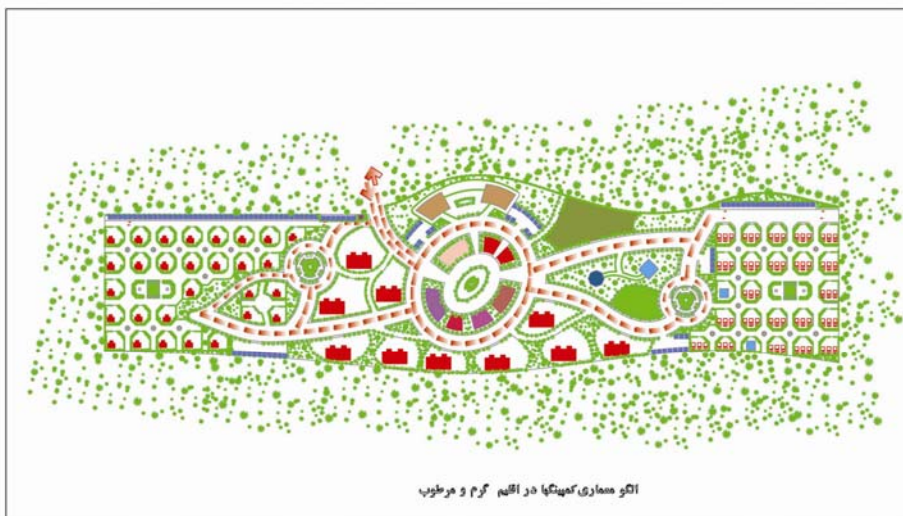 الگو معماری کمپینگها در اقلیم گرم و مرطوب